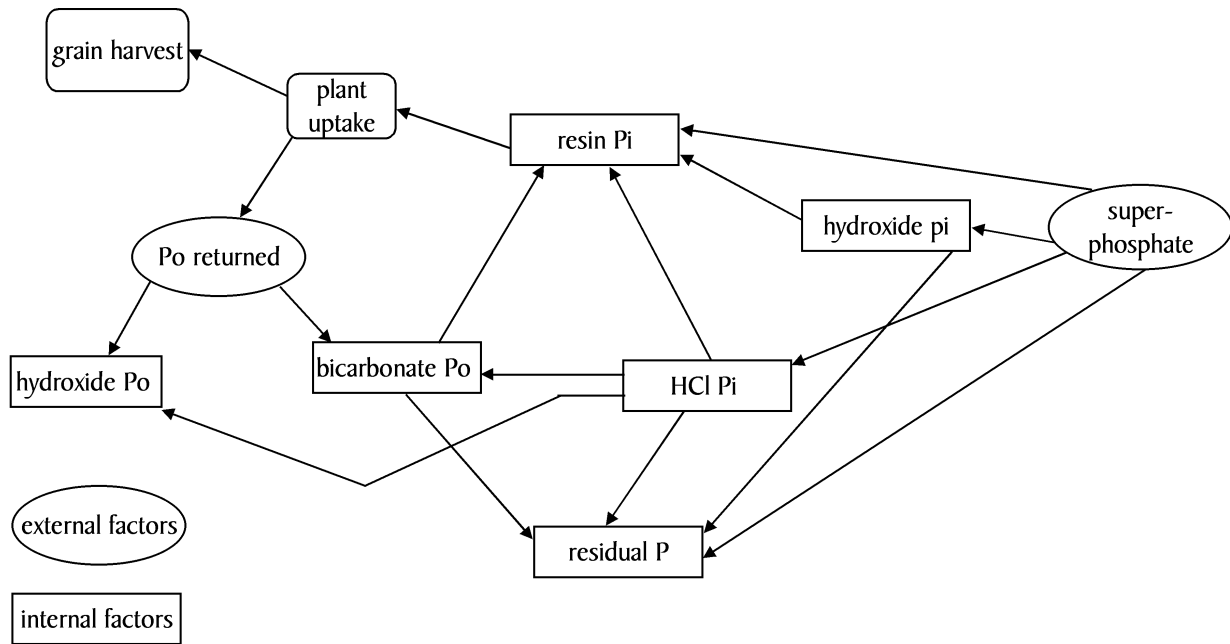 grain harvest
plant
uptake
resin Pi
super-
phosphate
hydroxide pi
Po returned
hydroxide Po
bicarbonate Po
HCl Pi
external factors
residual P
internal factors